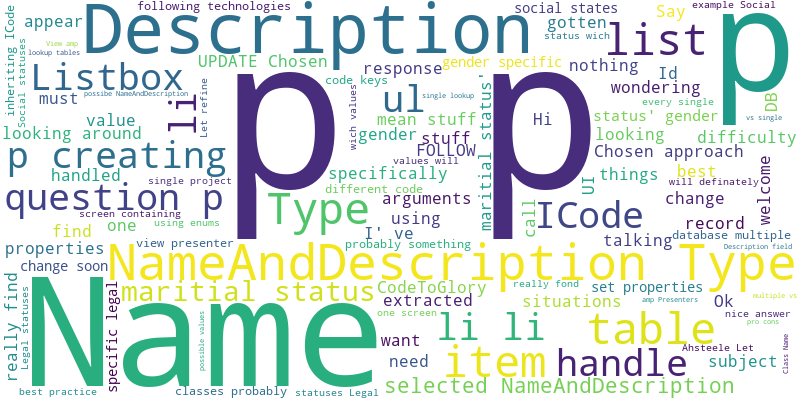 following technologies
social states
example Social
Description
list
p
appear
gotten
Say
View amp
status wich
lookup tables
UPDATE Chosen
response
gender specific
nothing
Id
inheriting ICode
Social statuses
Listbox
code keys
wondering
possibe NameAndDescription
ul
mean stuff
every single
DB
must
li
Let refine
p
wich values
single lookup
maritial status'
p
Hi
status' gender
vs single
looking around
value
gender
stuff
looking
difficulty
p creating
FOLLOW
Chosen approach
handled
single project
specifically
values will
UI
things
best
will definately
welcome
question p
different code
arguments
change
screen containing
Type
using
call
ICode
record
find
one
using enums
I' ve
talking
database multiple
properties
view presenter
probably something
Description field
change soon
NameAndDescription Type
really find
Legal statuses
specific legal
Name
maritial status
CodeToGlory
really fond
set properties
amp Presenters
multiple vs
possible values
extracted
situations
Ok
nice answer
one screen
li li
table
pro cons
want
Ahsteele Let
need
item
handle
subject
Class Name
best practice
classes probably
statuses Legal
selected NameAndDescription